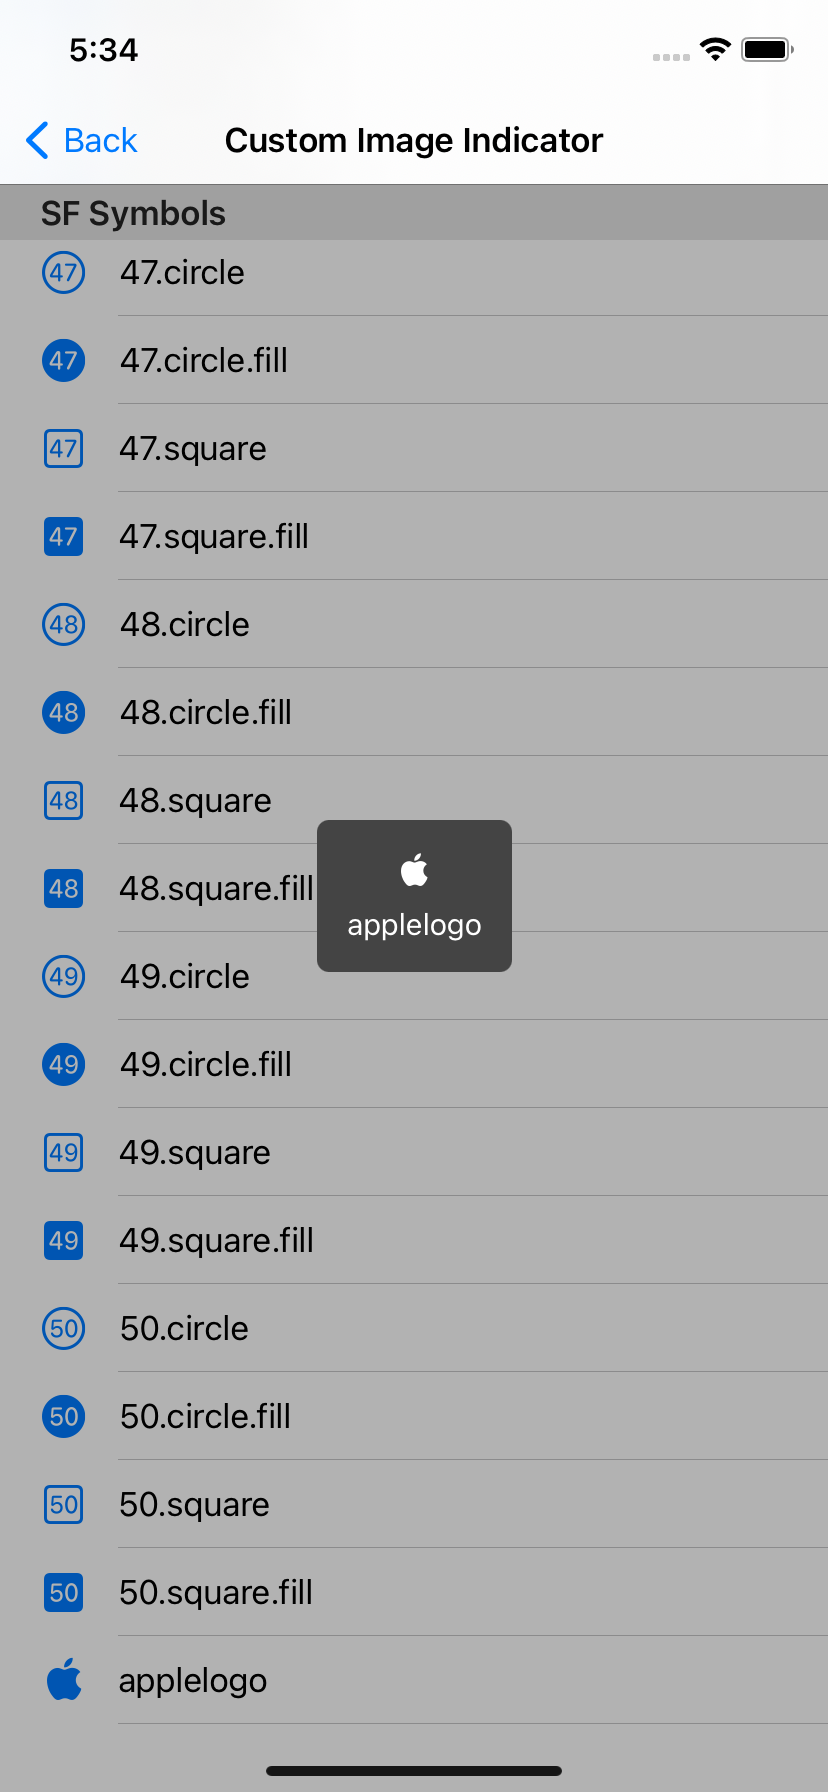 5:34
Back
Custom Image Indicator
SF Symbols
47 47.circle
47 47.circle.fill
47 47.square
47 47.square.fill
48 48.circle
48 48.circle.fill
48 48.square
48 48.square.fill
applelogo
49 49.circle
49 49.circle.fill
49 49.square
49 49.square.fill
50 50.circle
50 50.circle.fill
50 50.square
50 50.square.fill
applelogo